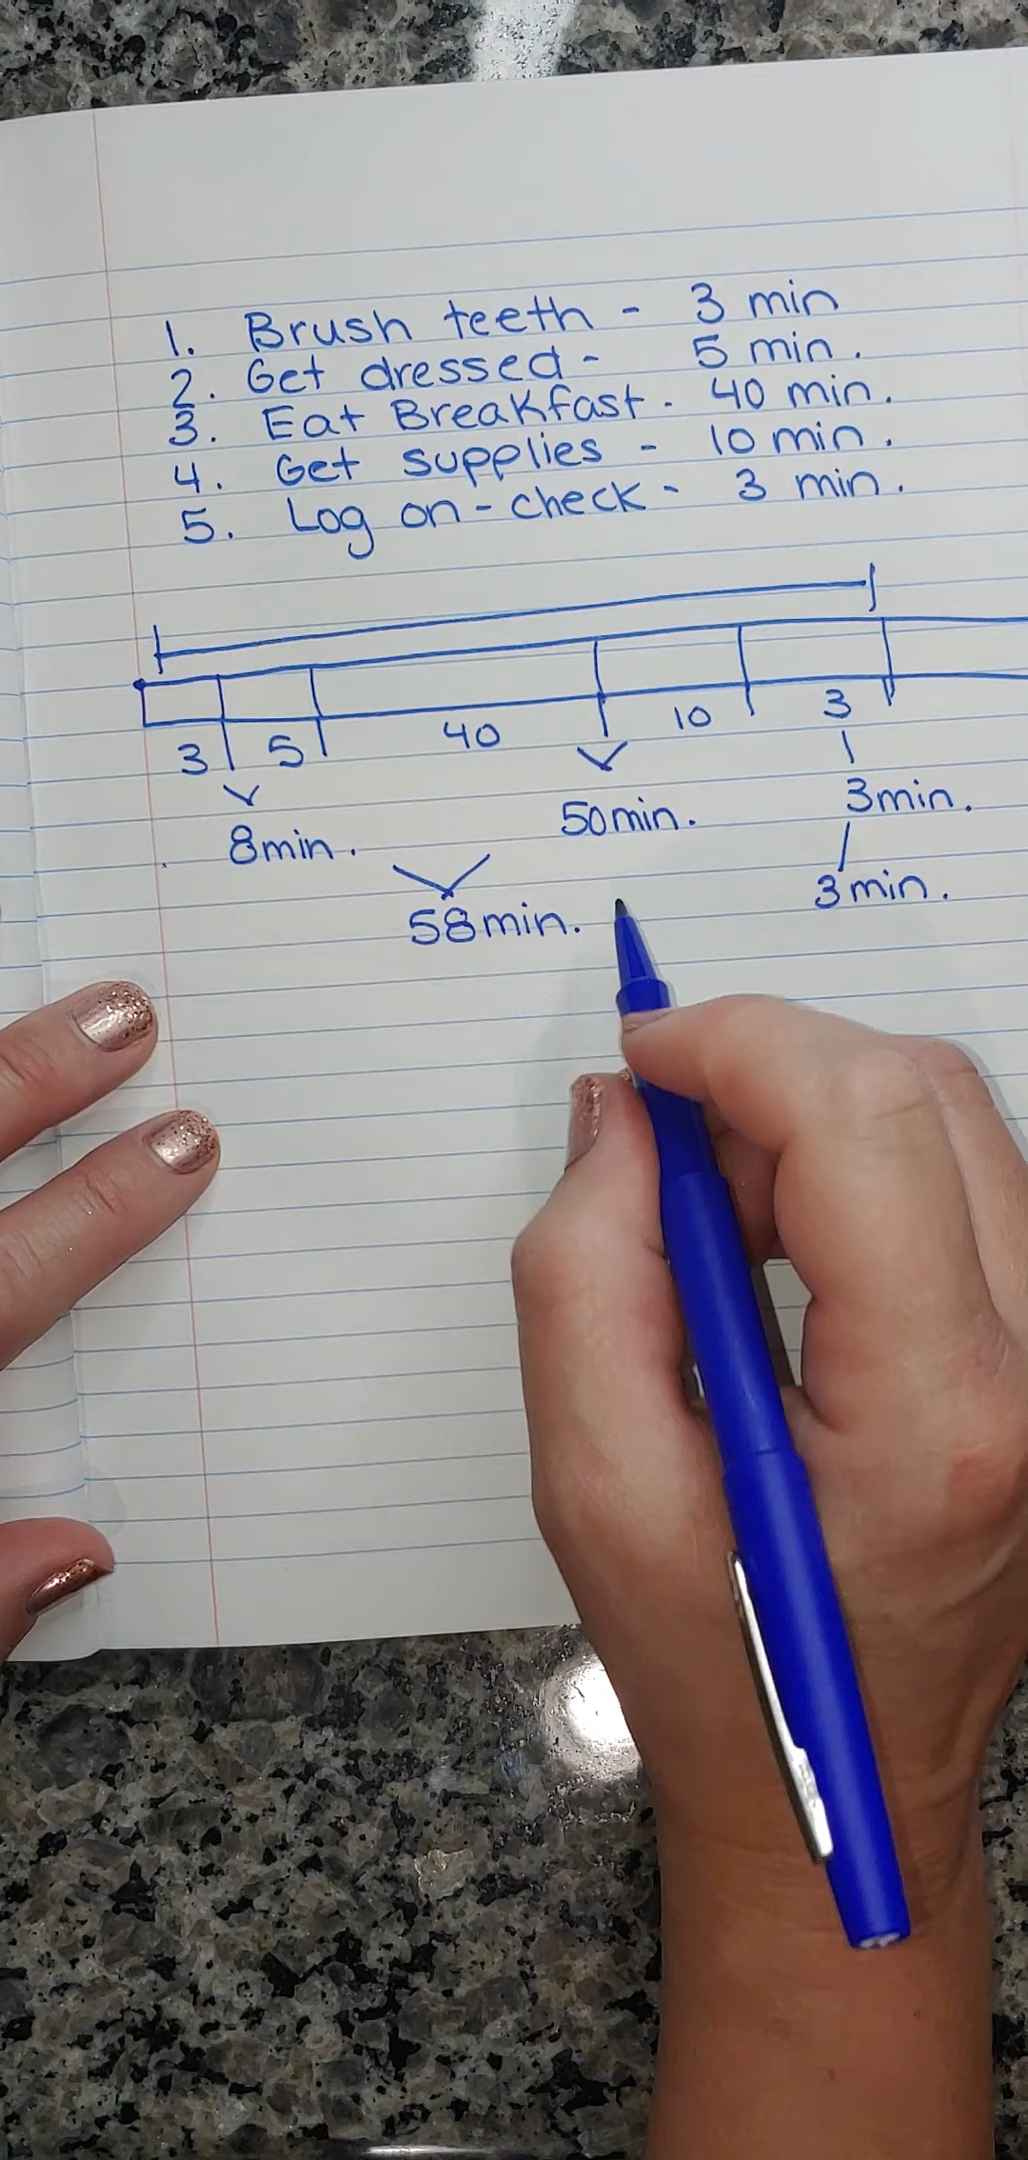 1. Brush teeth - 3 min
2. Get dressed - 5 min.
3. Eat Breakfast. 40 min.
4. Get supplies - 10 min.
5. Log on - check - 3 min.
3 5 40 10 3
8min. 50min. 3min.
58min. 3min.